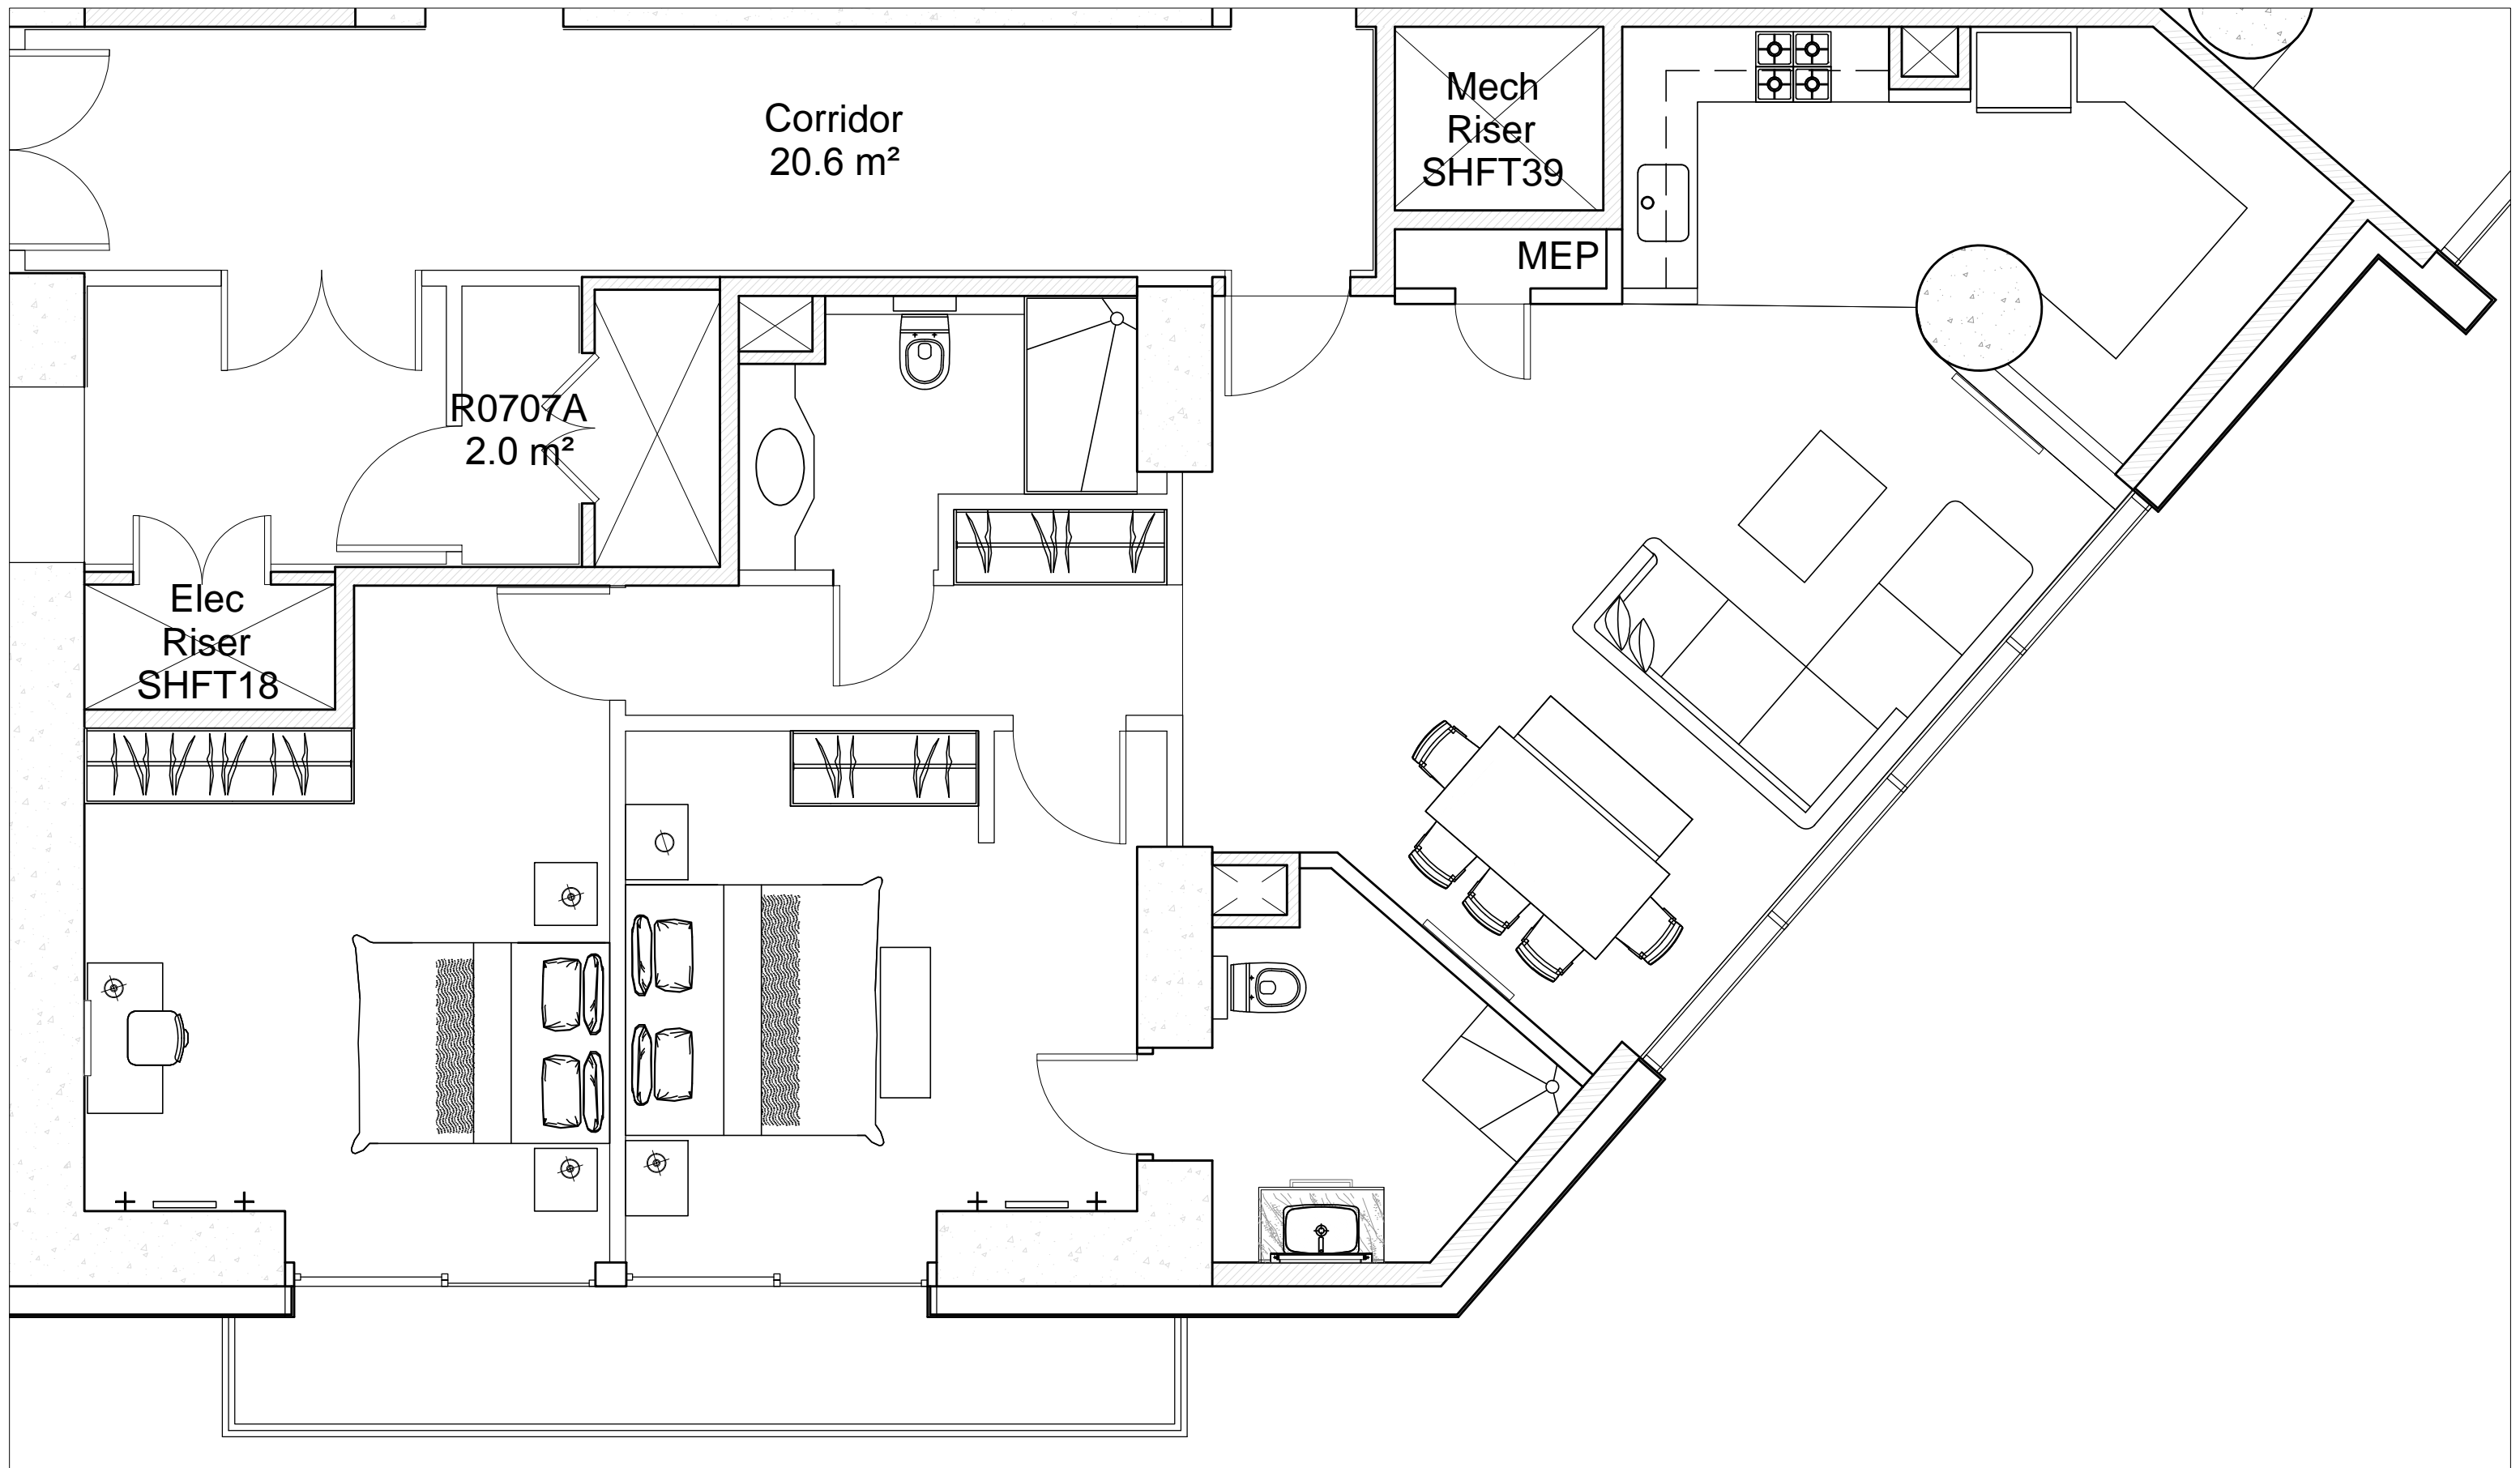 Corridor
20.6 m²
Mech
Riser
SHFT39
MEP
R0707A
2.0 m²
Elec
Riser
SHFT18